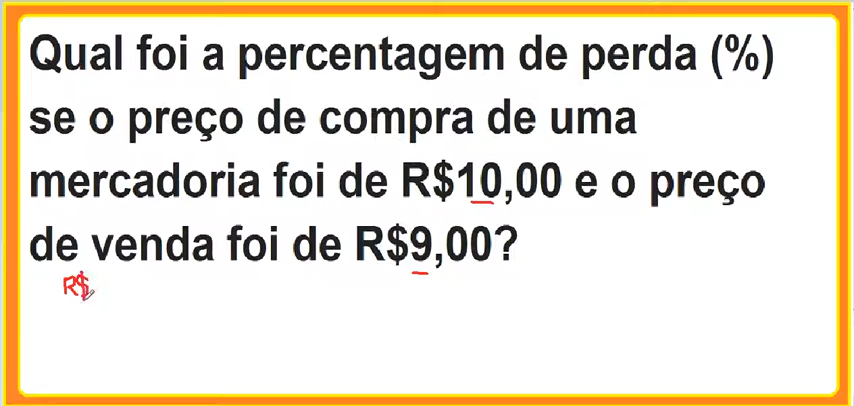 Qual foi a percentagem de perda (%)
se o preço de compra de uma
mercadoria foi de R$10,00 e o preço
de venda foi de R$9,00?
R$